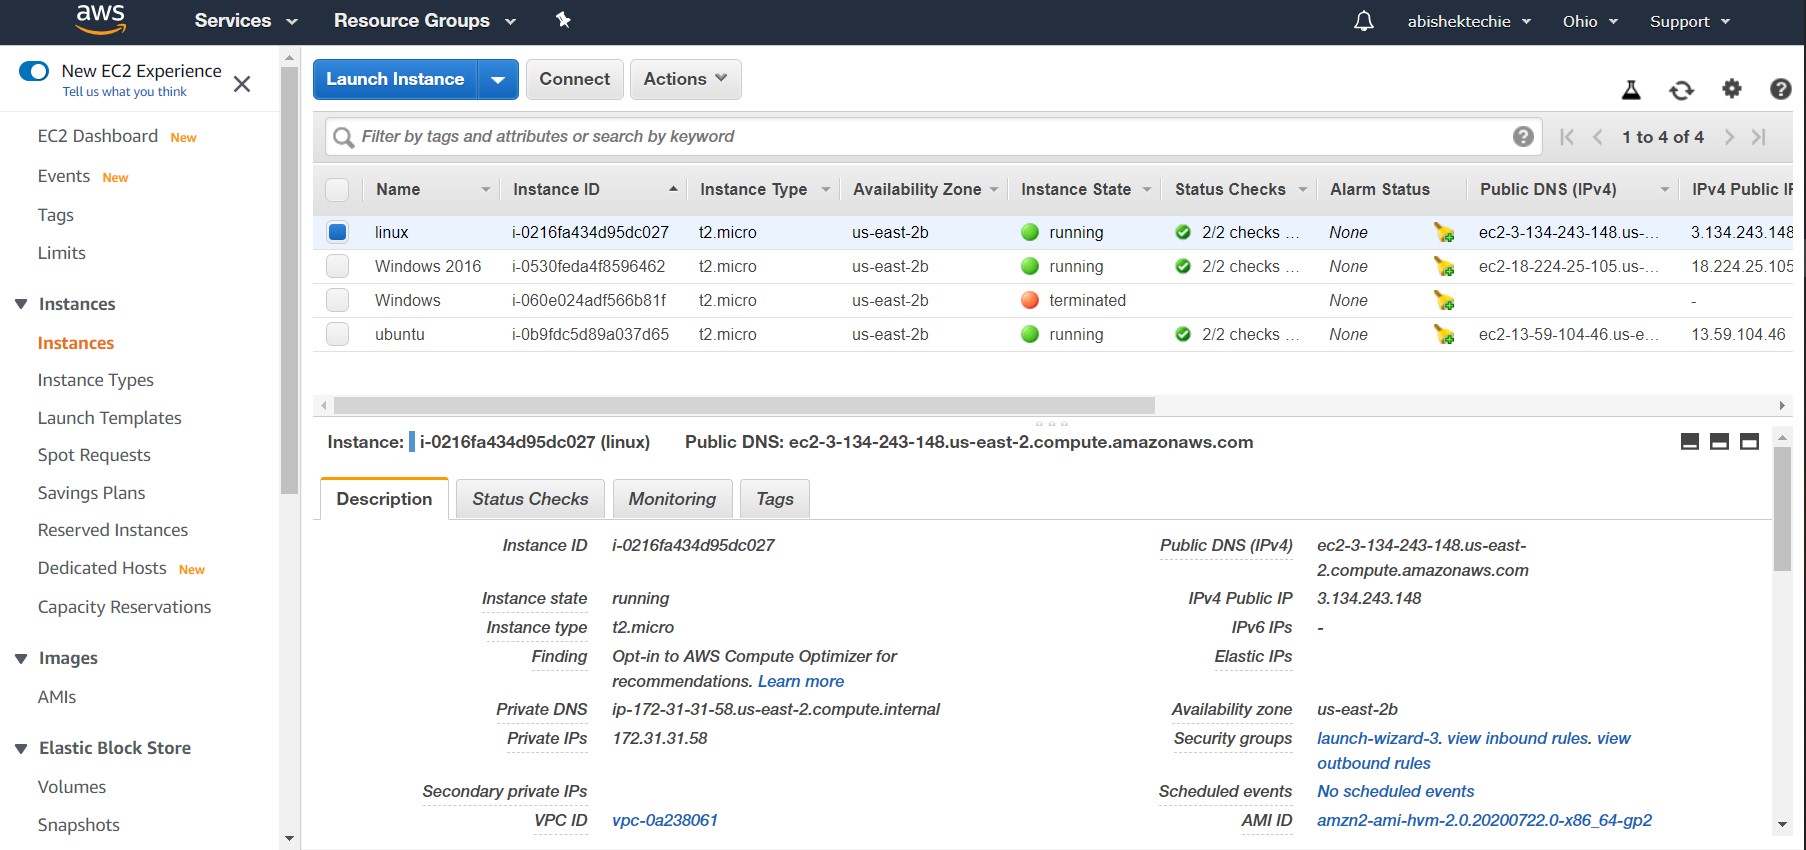 aws Services Resource Groups abishektechie Ohio Support
New EC2 Experience
Tell us what you think
EC2 Dashboard New
Events New
Tags
Limits
Instances
Instances
Instance Types
Launch Templates
Spot Requests
Savings Plans
Reserved Instances
Dedicated Hosts New
Capacity Reservations
Images
AMIs
Elastic Block Store
Volumes
Snapshots
Launch Instance Connect Actions
Filter by tags and attributes or search by keyword 1 to 4 of 4
Name Instance ID Instance Type Availability Zone Instance State Status Checks Alarm Status Public DNS (IPv4) IPv4 Public IP
linux i-0216fa434d95dc027 t2.micro us-east-2b running 2/2 checks ... None ec2-3-134-243-148.us-... 3.134.243.148
Windows 2016 i-0530feda4f8596462 t2.micro us-east-2b running 2/2 checks ... None ec2-18-224-25-105.us-... 18.224.25.105
Windows i-060e024adf566b81f t2.micro us-east-2b terminated None -
ubuntu i-0b9fdc5d89a037d65 t2.micro us-east-2b running 2/2 checks ... None ec2-13-59-104-46.us-e... 13.59.104.46
Instance: i-0216fa434d95dc027 (linux) Public DNS: ec2-3-134-243-148.us-east-2.compute.amazonaws.com
Description Status Checks Monitoring Tags
Instance ID i-0216fa434d95dc027
Instance state running
Instance type t2.micro
Finding Opt-in to AWS Compute Optimizer for
recommendations. Learn more
Private DNS ip-172-31-31-58.us-east-2.compute.internal
Private IPs 172.31.31.58
Secondary private IPs
VPC ID vpc-0a238061
Public DNS (IPv4) ec2-3-134-243-148.us-east-
2.compute.amazonaws.com
IPv4 Public IP 3.134.243.148
IPv6 IPs -
Elastic IPs
Availability zone us-east-2b
Security groups launch-wizard-3. view inbound rules. view
outbound rules
Scheduled events No scheduled events
AMI ID amzn2-ami-hvm-2.0.20200722.0-x86_64-gp2